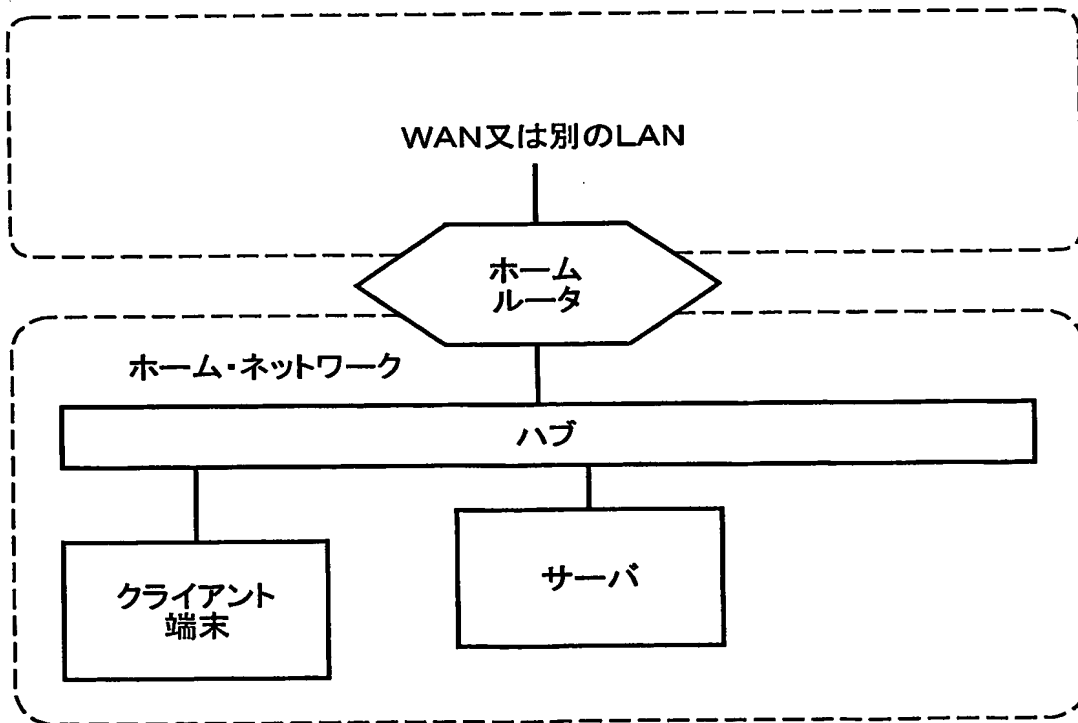 WAN又は別のLAN
ホーム
ルータ
ホーム・ネットワーク
ハブ
クライアント
端末
サーバ